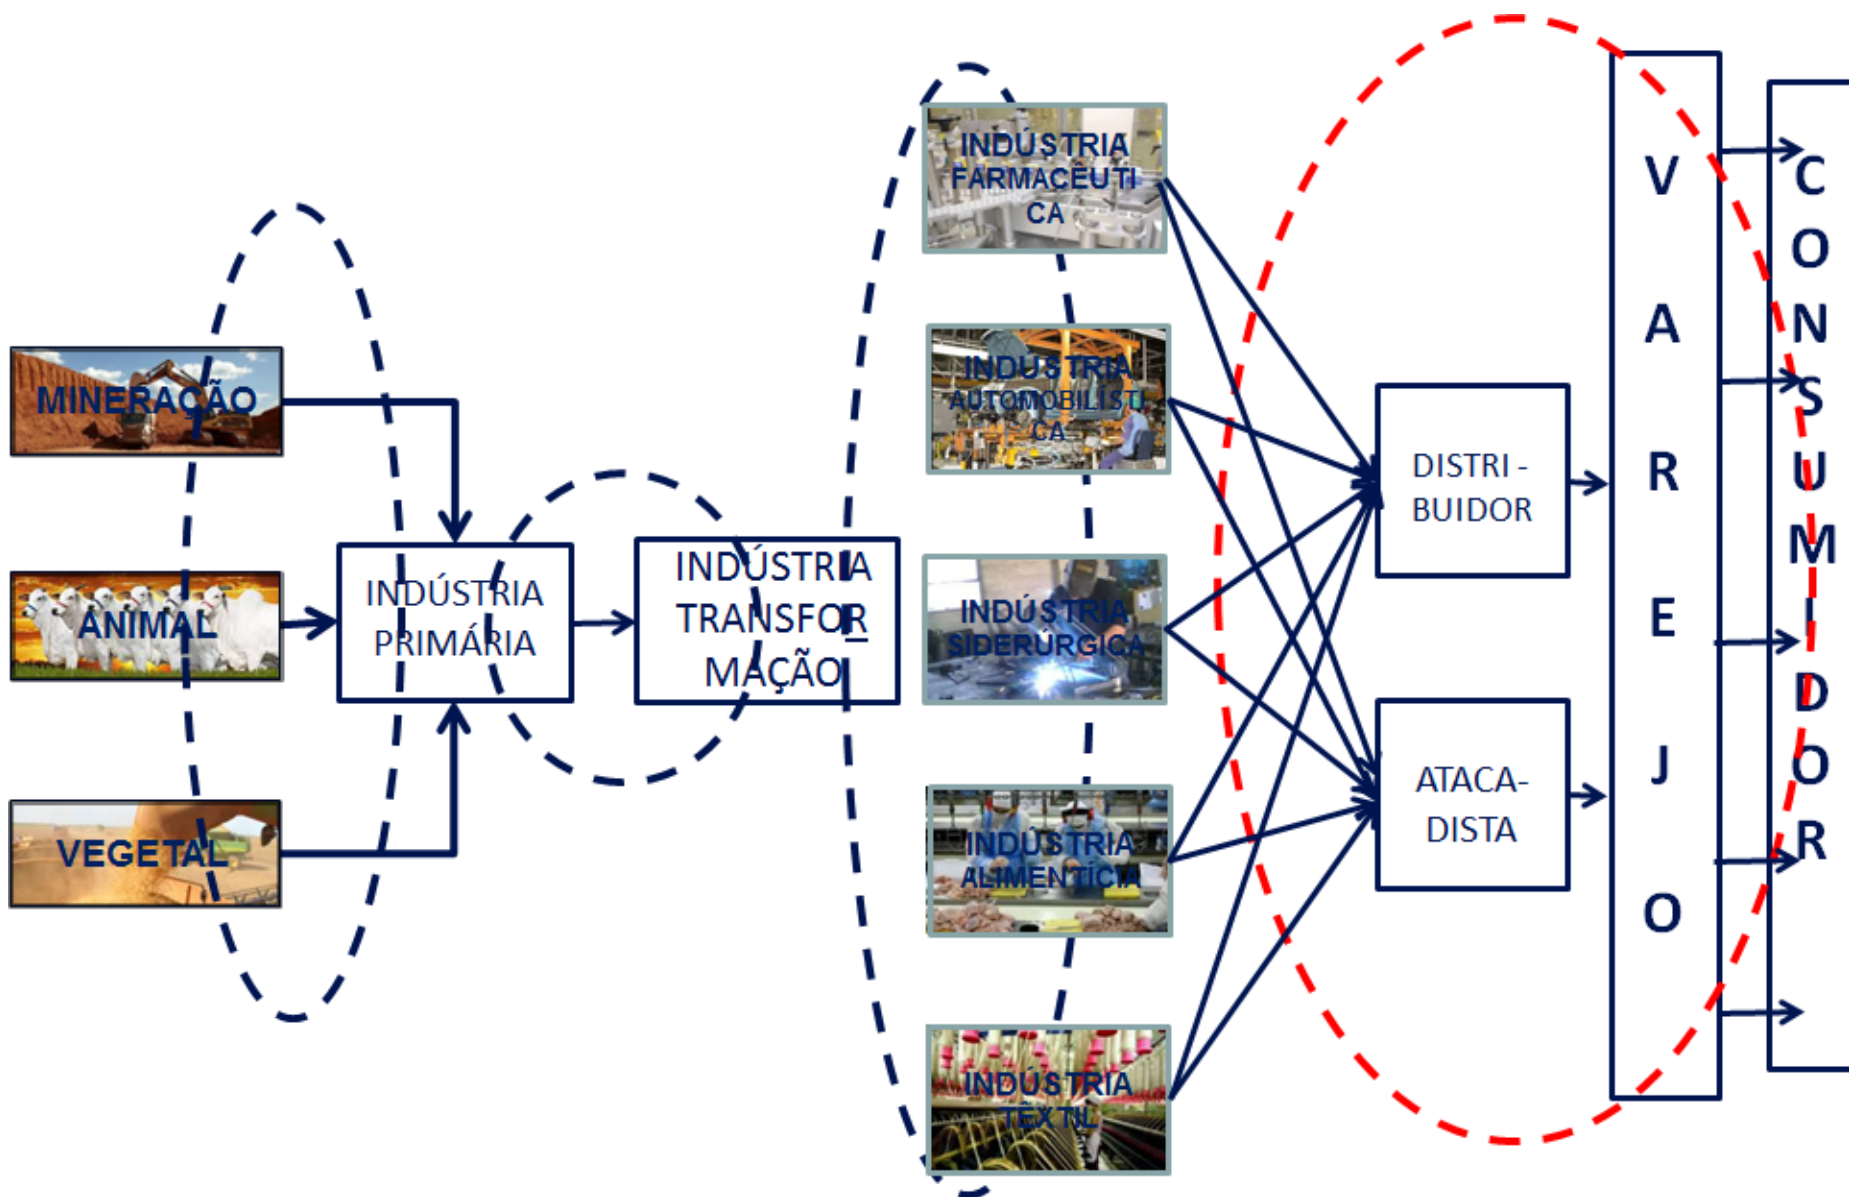 MINERAÇÃO
ANIMAL
VEGETAL
INDÚSTRIA
PRIMÁRIA
INDÚSTRIA
TRANSFOR
MAÇÃO
INDÚSTRIA
FARMACÊUTI
CA
INDÚSTRIA
AUTOMOBILISTI
CA
INDÚSTRIA
SIDERÚRGICA
INDÚSTRIA
ALIMENTÍCIA
INDÚSTRIA
TÊXTIL
DISTRI -
BUIDOR
ATACA-
DISTA
V
A
R
E
J
O
C
O
N
S
U
M
I
D
O
R